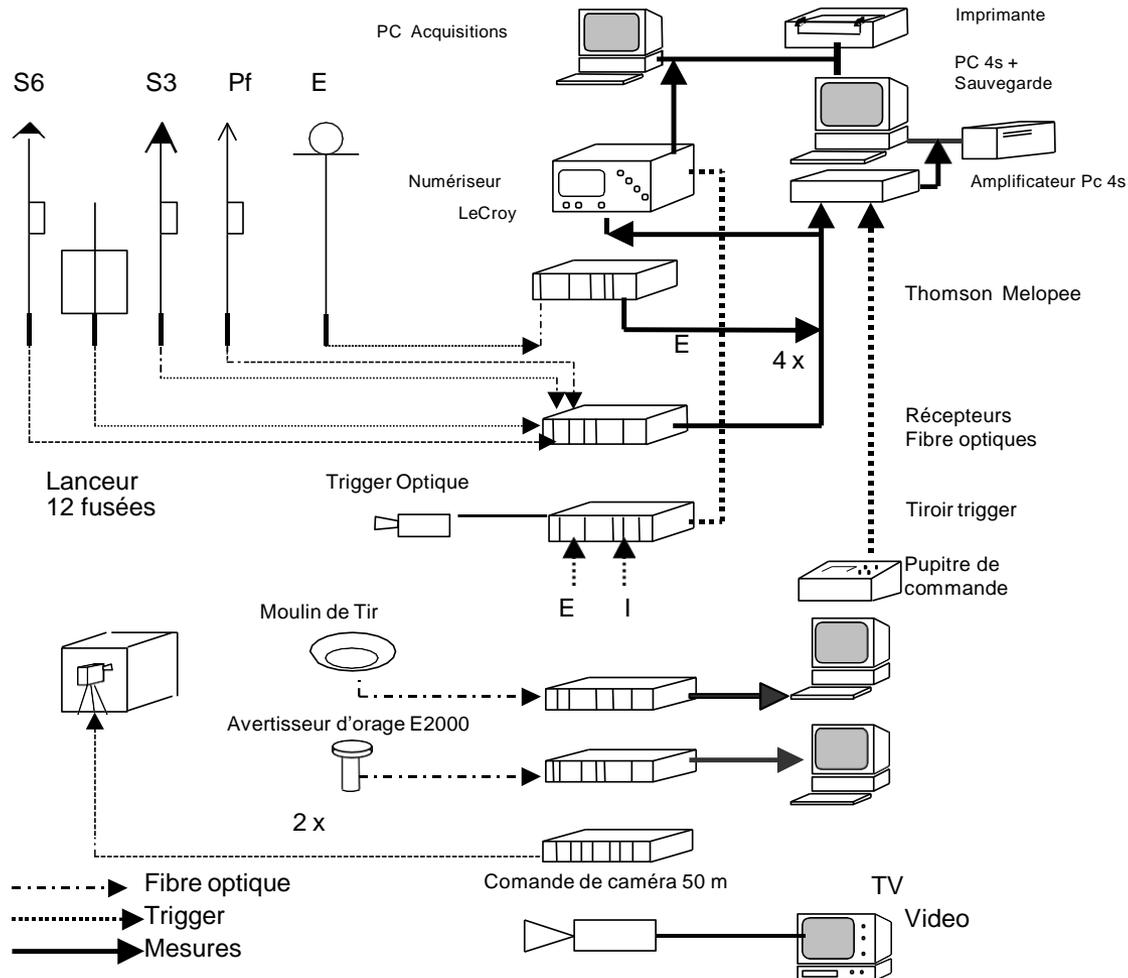 PC Acquisitions
Imprimante
PC 4s +
Sauvegarde
S6
S3
Pf
E
Numériseur
LeCroy
Amplificateur Pc 4s
Thomson Melopee
E
4 x
Récepteurs
Fibre optiques
Lanceur
12 fusées
Trigger Optique
Tiroir trigger
Pupitre de
commande
E
I
Moulin de Tir
Avertisseur d'orage E2000
2 x
Fibre optique
Trigger
Mesures
Comande de caméra 50 m
TV
Video